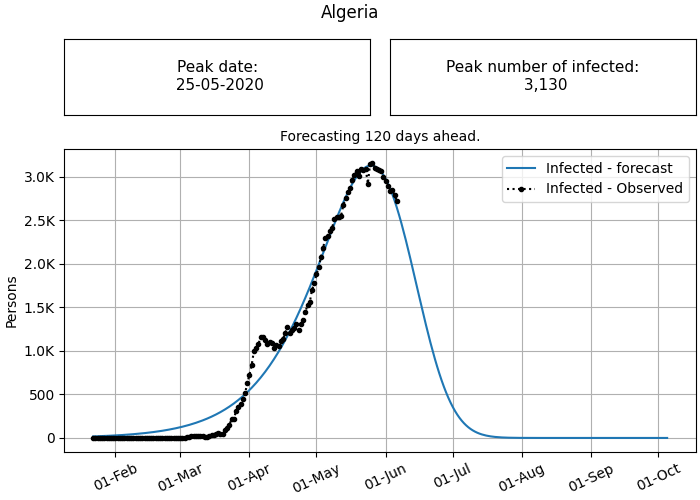 Algeria
Peak date:
25-05-2020
Peak number of infected:
3,130
Forecasting 120 days ahead.
Infected - forecast
Infected - Observed
Persons
3.0K
2.5K
2.0K
1.5K
1.0K
500
0
01-Feb
01-Mar
01-Apr
01-May
01-Jun
01-Jul
01-Aug
01-Sep
01-Oct